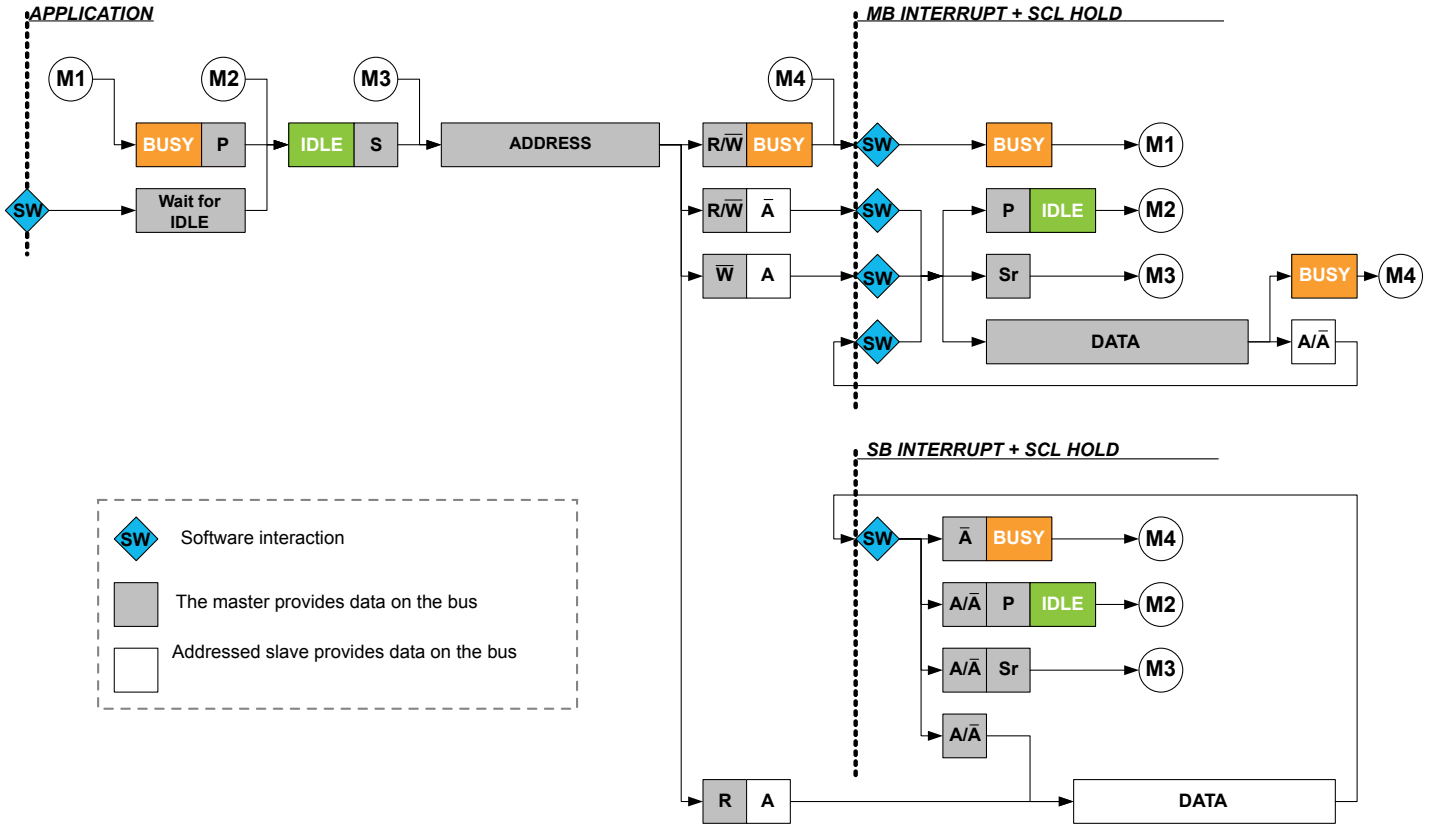 APPLICATION
MB INTERRUPT + SCL HOLD
M1
M2
M3
M4
BUSY P
IDLE S
ADDRESS
R/W̅ BUSY
SW
BUSY
M1
SW
Wait for
IDLE
R/W̅ A̅
SW
P IDLE
M2
W̅ A
SW
Sr
M3
BUSY
M4
SW
DATA
A/A̅
SB INTERRUPT + SCL HOLD
SW
A̅ BUSY
M4
A/A̅ P IDLE
M2
A/A̅ Sr
M3
A/A̅
R A
DATA
SW
Software interaction
The master provides data on the bus
Addressed slave provides data on the bus